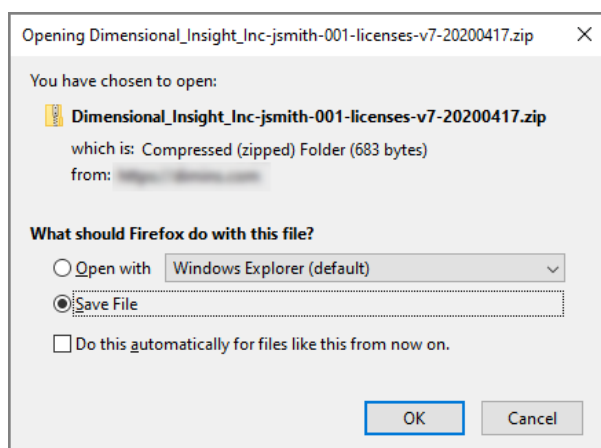 Opening Dimensional_Insight_Inc-jsmith-001-licenses-v7-20200417.zip
You have chosen to open:
Dimensional_Insight_Inc-jsmith-001-licenses-v7-20200417.zip
which is: Compressed (zipped) Folder (683 bytes)
from:
What should Firefox do with this file?
Open with Windows Explorer (default)
Save File
Do this automatically for files like this from now on.
OK Cancel